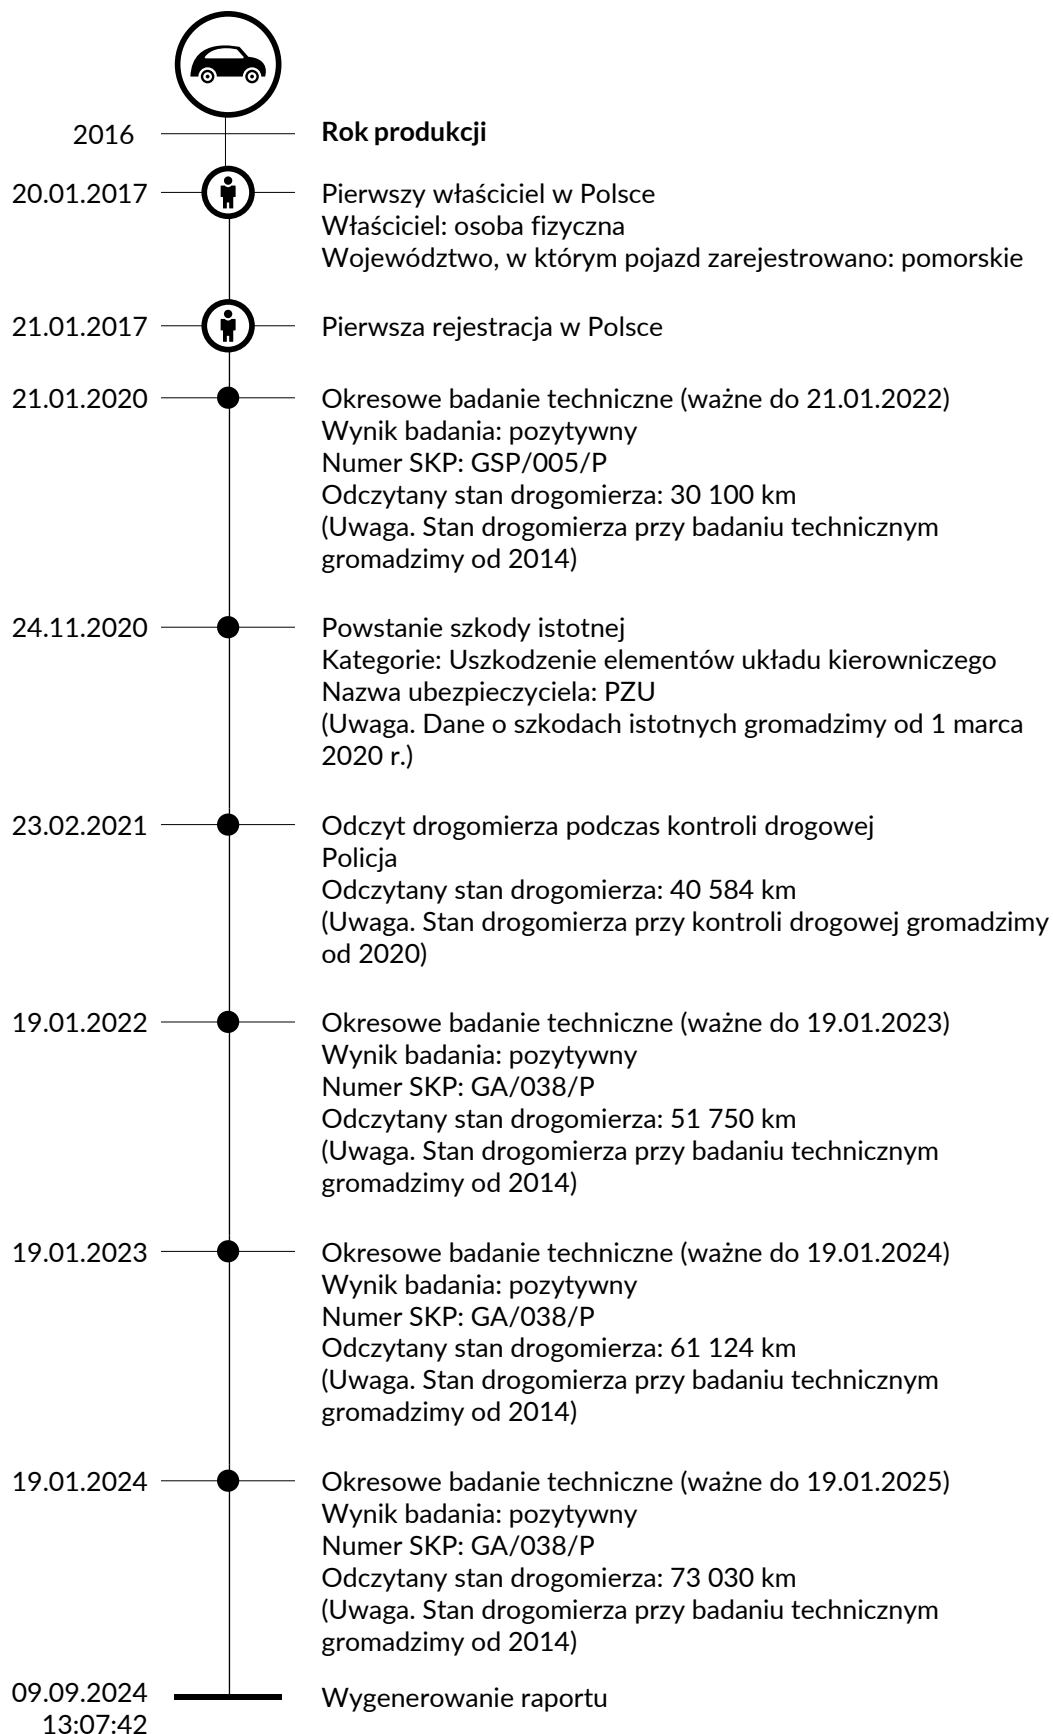 2016
Rok produkcji
20.01.2017
Pierwszy właściciel w Polsce
Właściciel: osoba fizyczna
Województwo, w którym pojazd zarejestrowano: pomorskie
21.01.2017
Pierwsza rejestracja w Polsce
21.01.2020
Okresowe badanie techniczne (ważne do 21.01.2022)
Wynik badania: pozytywny
Numer SKP: GSP/005/P
Odczytany stan drogomierza: 30 100 km
(Uwaga. Stan drogomierza przy badaniu technicznym
gromadzimy od 2014)
24.11.2020
Powstanie szkody istotnej
Kategorie: Uszkodzenie elementów układu kierowniczego
Nazwa ubezpieczyciela: PZU
(Uwaga. Dane o szkodach istotnych gromadzimy od 1 marca
2020 r.)
23.02.2021
Odczyt drogomierza podczas kontroli drogowej
Policja
Odczytany stan drogomierza: 40 584 km
(Uwaga. Stan drogomierza przy kontroli drogowej gromadzimy
od 2020)
19.01.2022
Okresowe badanie techniczne (ważne do 19.01.2023)
Wynik badania: pozytywny
Numer SKP: GA/038/P
Odczytany stan drogomierza: 51 750 km
(Uwaga. Stan drogomierza przy badaniu technicznym
gromadzimy od 2014)
19.01.2023
Okresowe badanie techniczne (ważne do 19.01.2024)
Wynik badania: pozytywny
Numer SKP: GA/038/P
Odczytany stan drogomierza: 61 124 km
(Uwaga. Stan drogomierza przy badaniu technicznym
gromadzimy od 2014)
19.01.2024
Okresowe badanie techniczne (ważne do 19.01.2025)
Wynik badania: pozytywny
Numer SKP: GA/038/P
Odczytany stan drogomierza: 73 030 km
(Uwaga. Stan drogomierza przy badaniu technicznym
gromadzimy od 2014)
09.09.2024
13:07:42
Wygenerowanie raportu